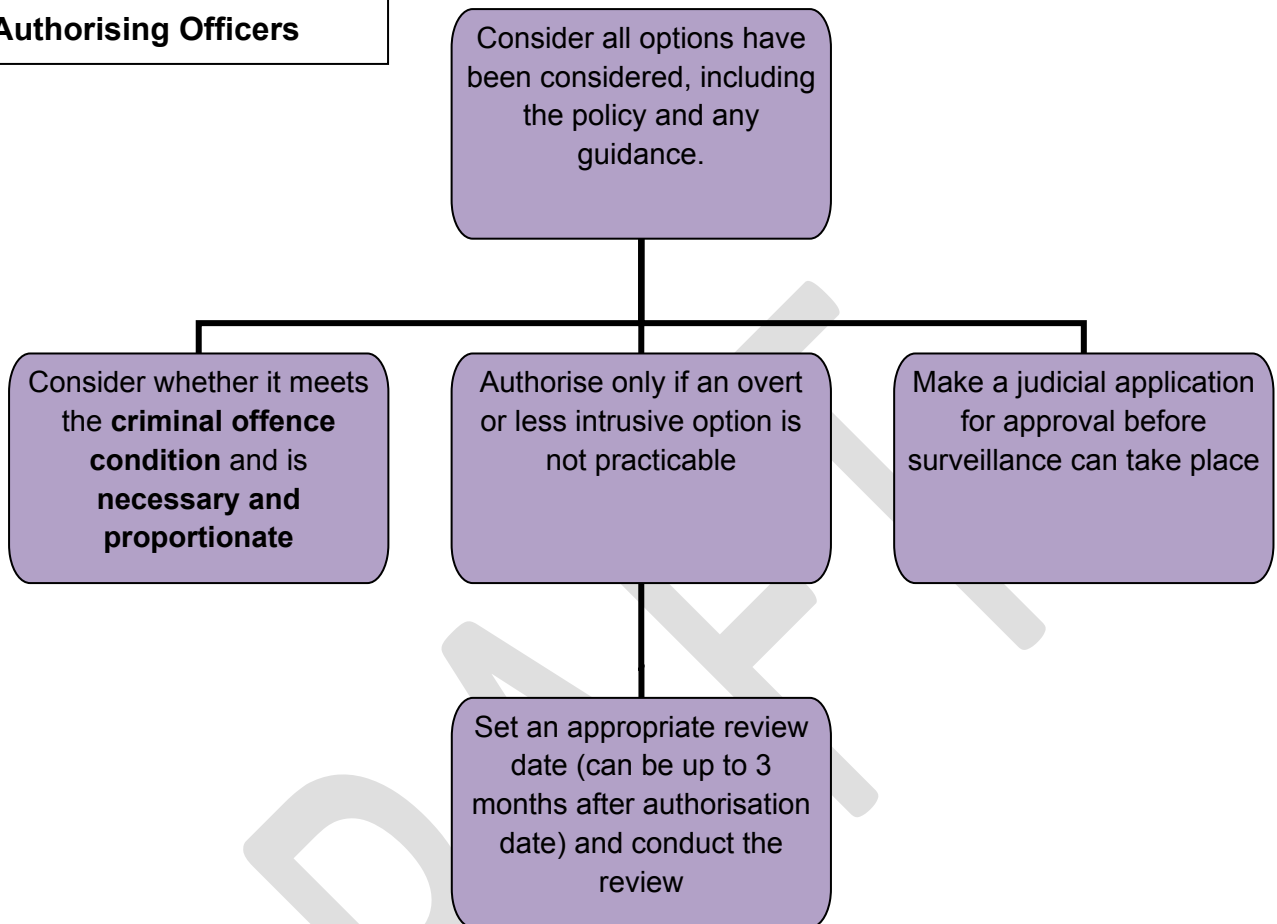 Authorising Officers
Consider all options have
been considered, including
the policy and any
guidance.
Consider whether it meets
the criminal offence
condition and is
necessary and
proportionate
Authorise only if an overt
or less intrusive option is
not practicable
Make a judicial application
for approval before
surveillance can take place
Set an appropriate review
date (can be up to 3
months after authorisation
date) and conduct the
review
DRAFT